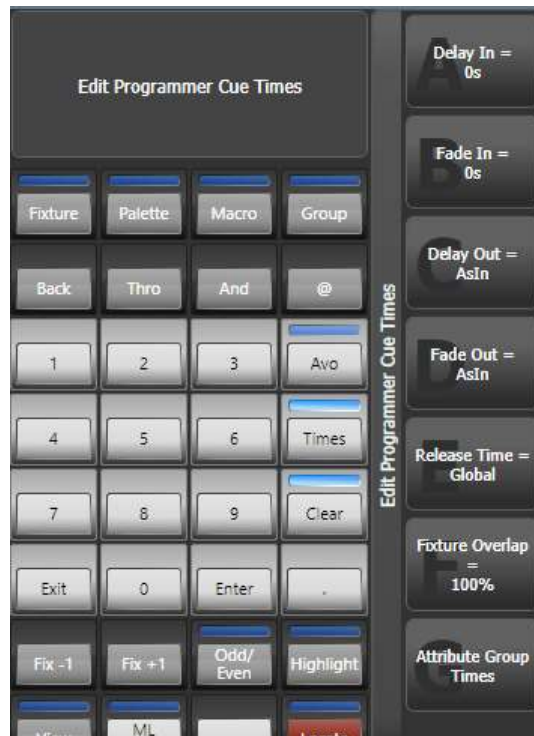 Edit Programmer Cue Times
Fixture
Palette
Macro
Group
Back
Thro
And
@
1
2
3
Avo
4
5
6
Times
7
8
9
Clear
Exit
0
Enter
.
Fix -1
Fix +1
Odd/
Even
Highlight
ML
Edit Programmer Cue Times
A
Delay In =
0s
B
Fade In =
0s
C
Delay Out =
AsIn
D
Fade Out =
AsIn
E
Release Time =
Global
F
Fixture Overlap
=
100%
G
Attribute Group
Times